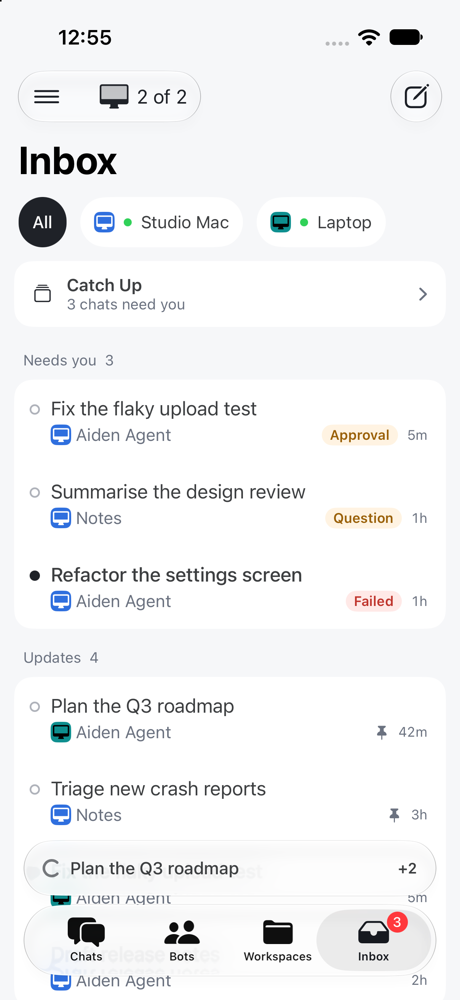 12:55
2 of 2
Inbox
All
Studio Mac
Laptop
Catch Up
3 chats need you
Needs you 3
Fix the flaky upload test
Aiden Agent
Approval 5m
Summarise the design review
Notes
Question 1h
Refactor the settings screen
Aiden Agent
Failed 1h
Updates 4
Plan the Q3 roadmap
Aiden Agent
42m
Triage new crash reports
Notes
3h
Plan the Q3 roadmap
+2
Aiden Agent
5m
Chats
Bots
Workspaces
Inbox
3
Aiden Agent
2h